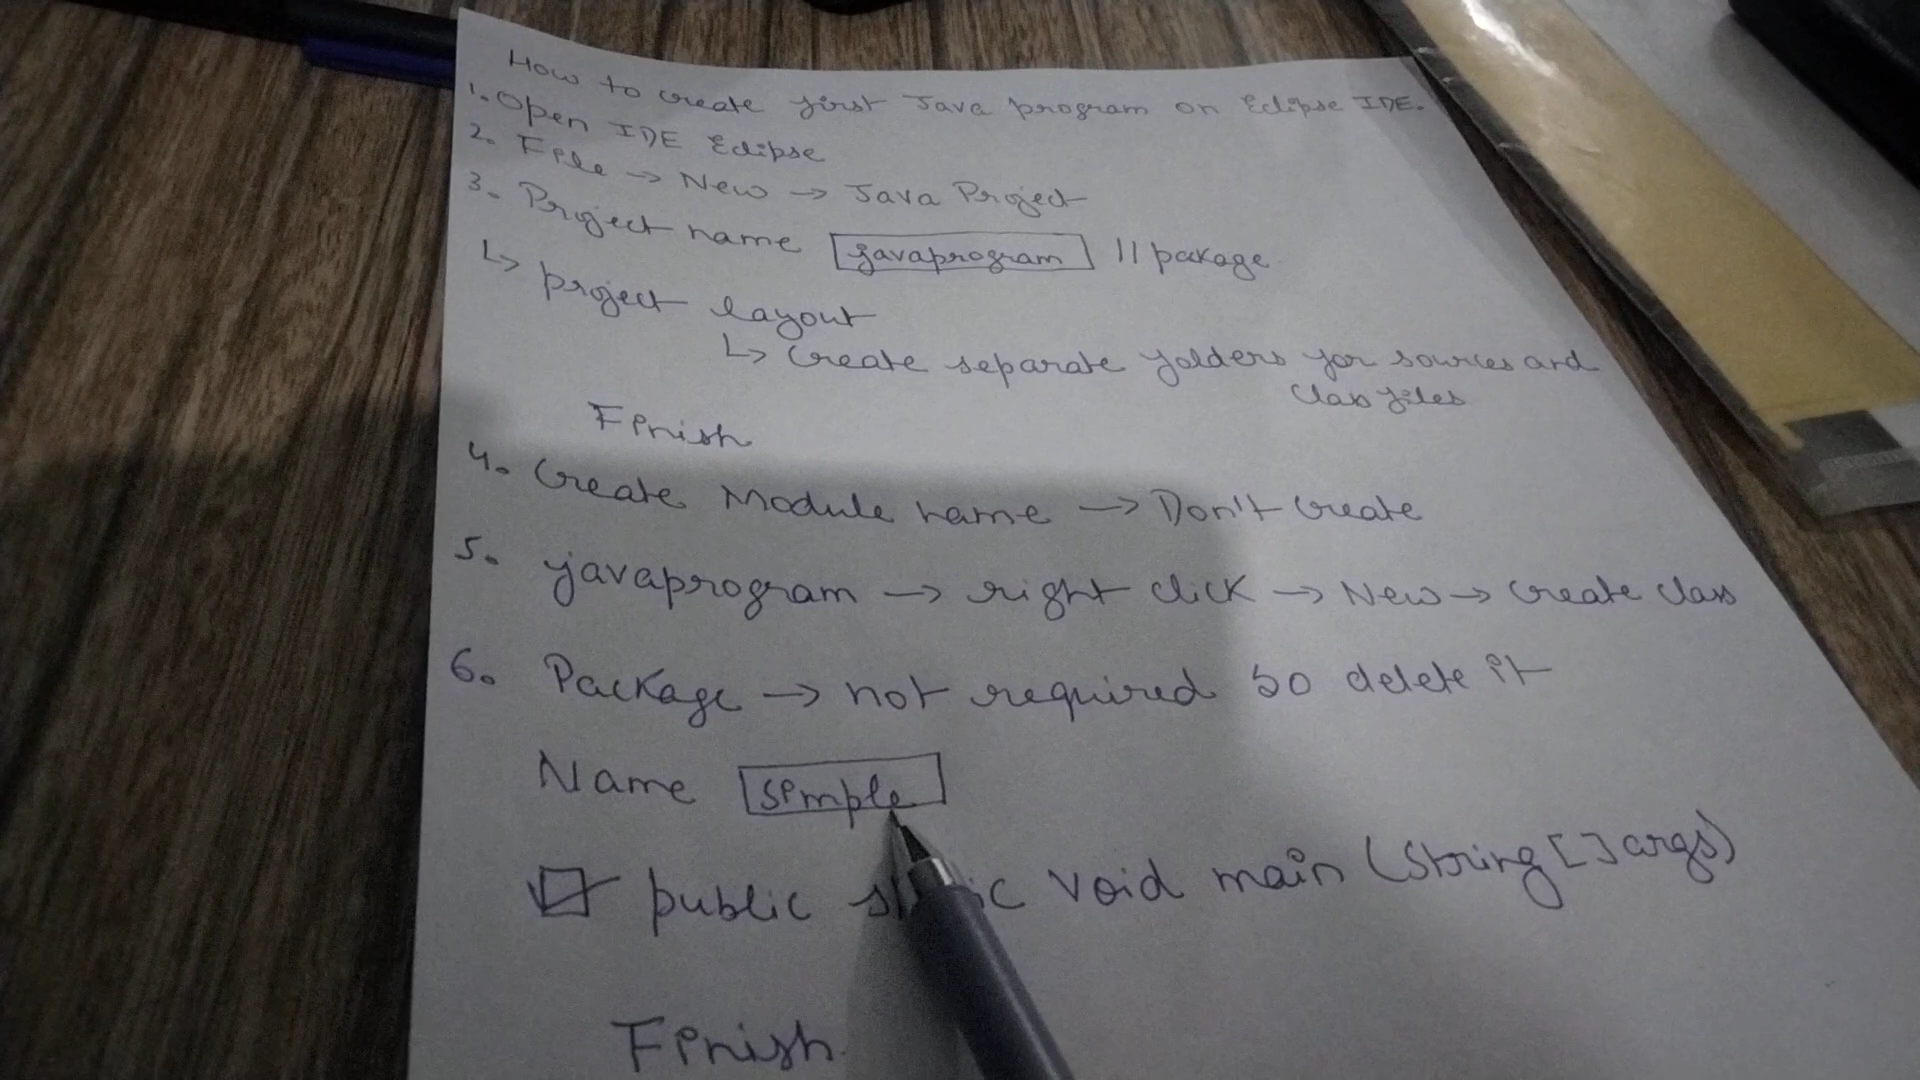 How to create first Java program on Eclipse IDE.
1. Open IDE Eclipse
2. File → New → Java Project
3. Project name javaprogram // pakage
↳ project layout
↳ Create separate folders for sources and
class files
Finish
4. Create Module name → Don't Create
5. javaprogram → right click → New → Create class
6. Package → not required so delete it
Name simple
☑ public void main (String[] args)
Finish